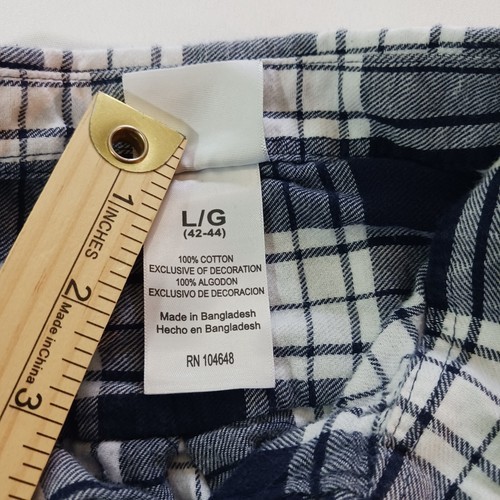 L/G
(42-44)
100% COTTON
EXCLUSIVE OF DECORATION
100% ALGODON
EXCLUSIVO DE DECORACION
Made in Bangladesh
Hecho en Bangladesh
RN 104648
1
INCHES
2
Made in China
3